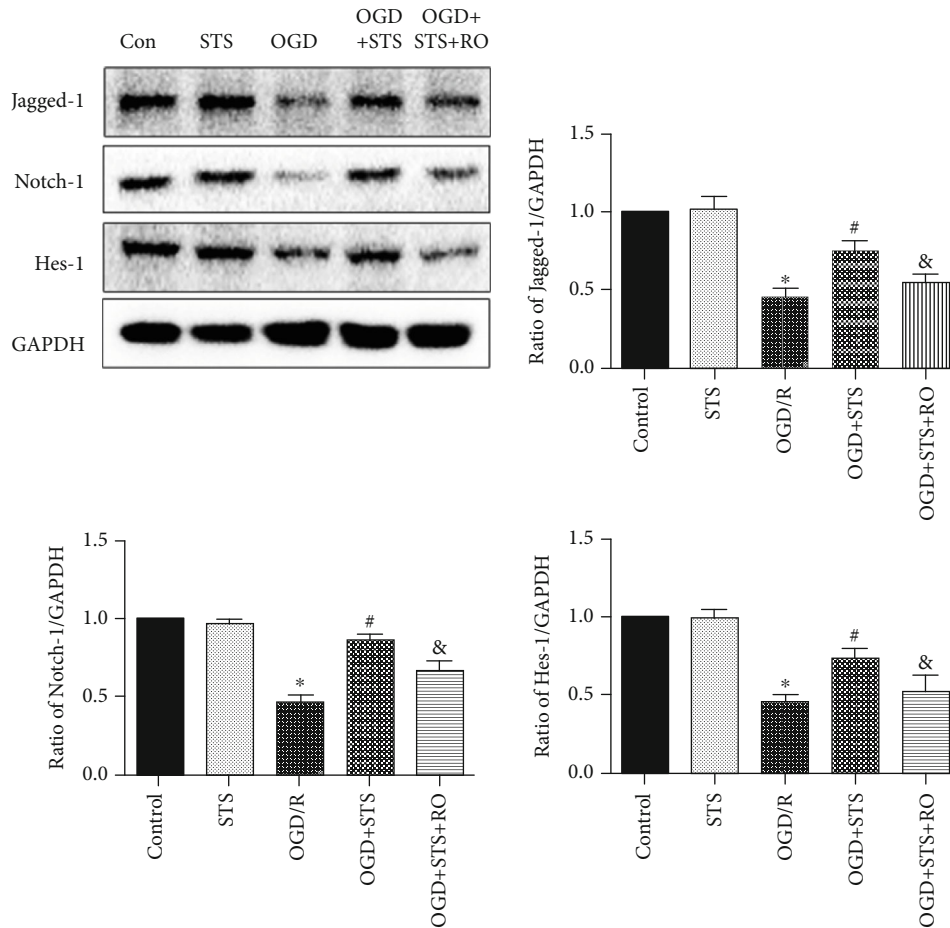 Con STS OGD OGD +STS OGD+ STS+RO
Jagged-1
Notch-1
Hes-1
GAPDH
Ratio of Jagged-1/GAPDH
1.5
1.0
0.5
0.0
*
#
&
Control
STS
OGD/R
OGD+STS
OGD+STS+RO
Ratio of Notch-1/GAPDH
1.5
1.0
0.5
0.0
*
#
&
Control
STS
OGD/R
OGD+STS
OGD+STS+RO
Ratio of Hes-1/GAPDH
1.5
1.0
0.5
0.0
*
#
&
Control
STS
OGD/R
OGD+STS
OGD+STS+RO